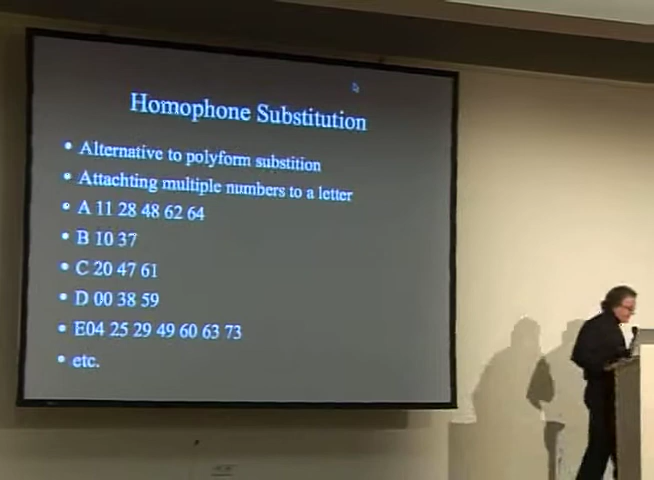 Homophone Substitution
• Alternative to polyform substition
• Attachting multiple numbers to a letter
• A 11 28 48 62 64
• B 10 37
• C 20 47 61
• D 00 38 59
• E04 25 29 49 60 63 73
• etc.